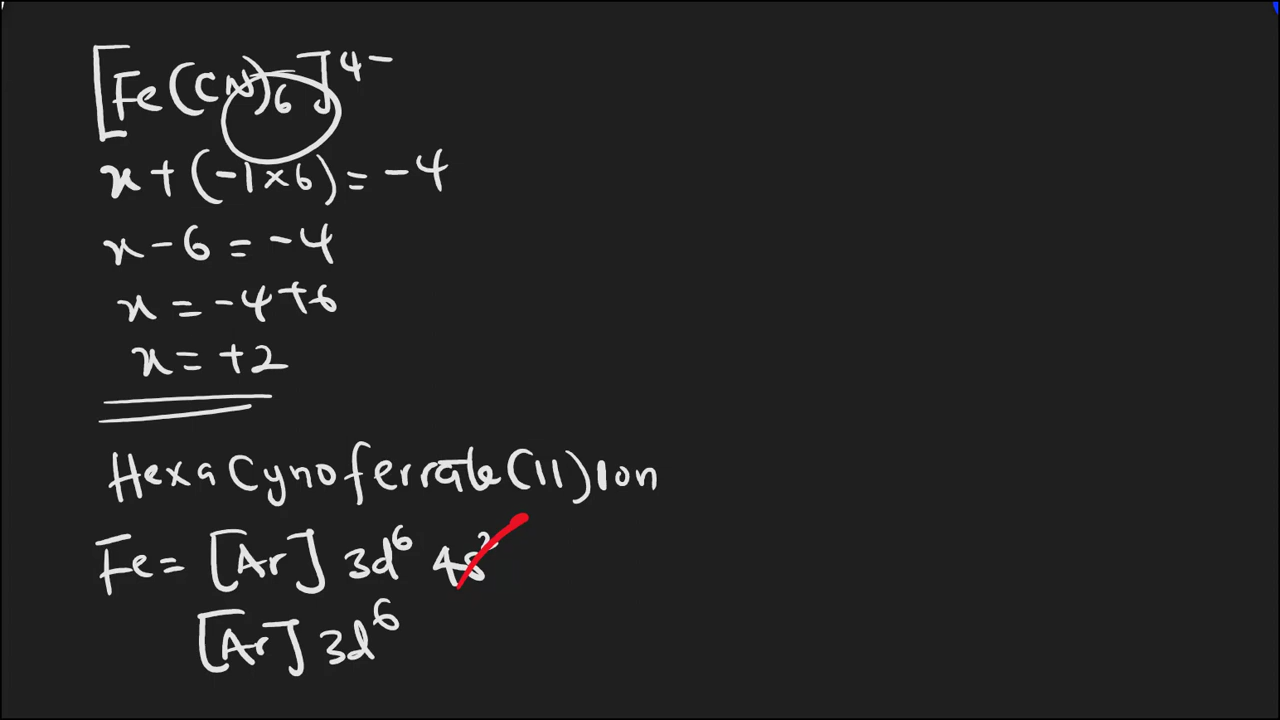 [Fe(CN)₆]⁴⁻
x + (-1×6) = -4
x - 6 = -4
x = -4+6
x = +2
Hexa Cynoferrate(II) Ion
Fe = [Ar] 3d⁶ 4s²
[Ar] 3d⁶